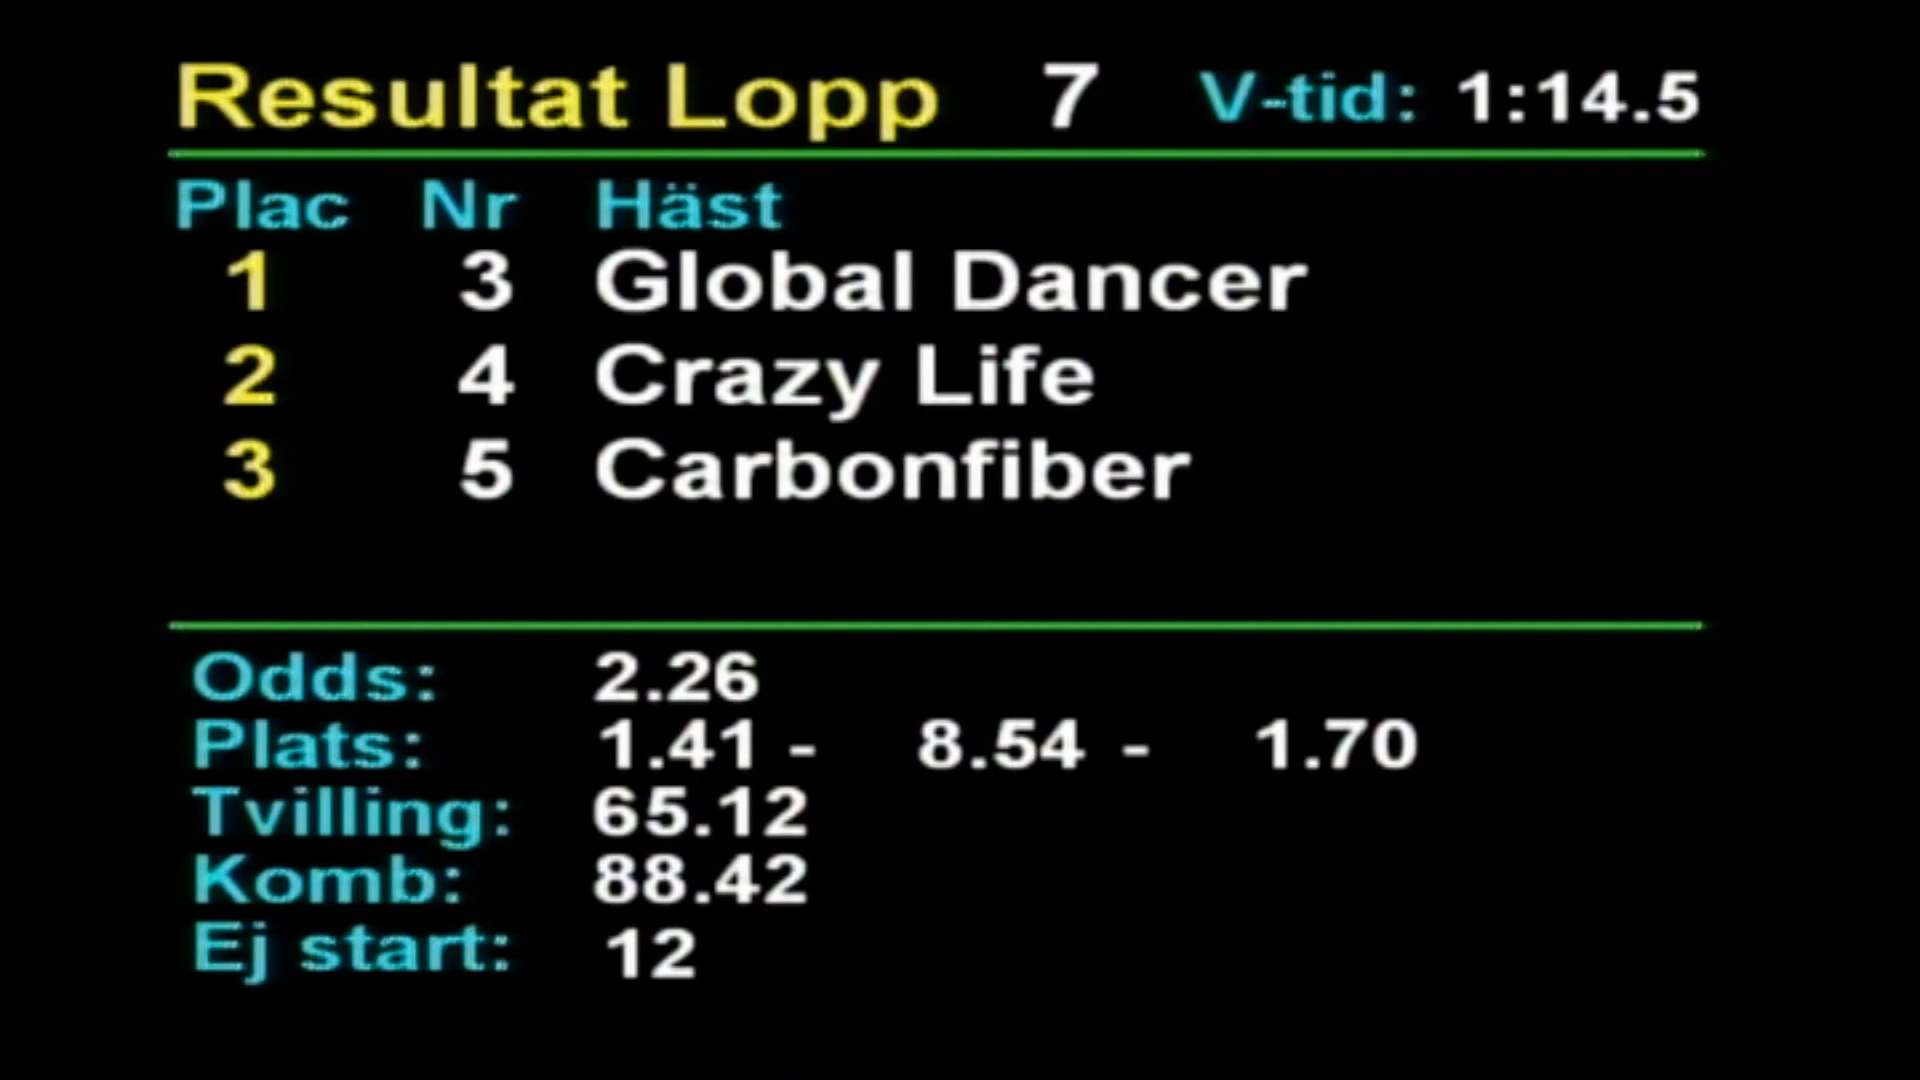 Resultat Lopp 7 V-tid: 1:14.5
Plac Nr Häst
1 3 Global Dancer
2 4 Crazy Life
3 5 Carbonfiber
Odds: 2.26
Plats: 1.41 - 8.54 - 1.70
Tvilling: 65.12
Komb: 88.42
Ej start: 12